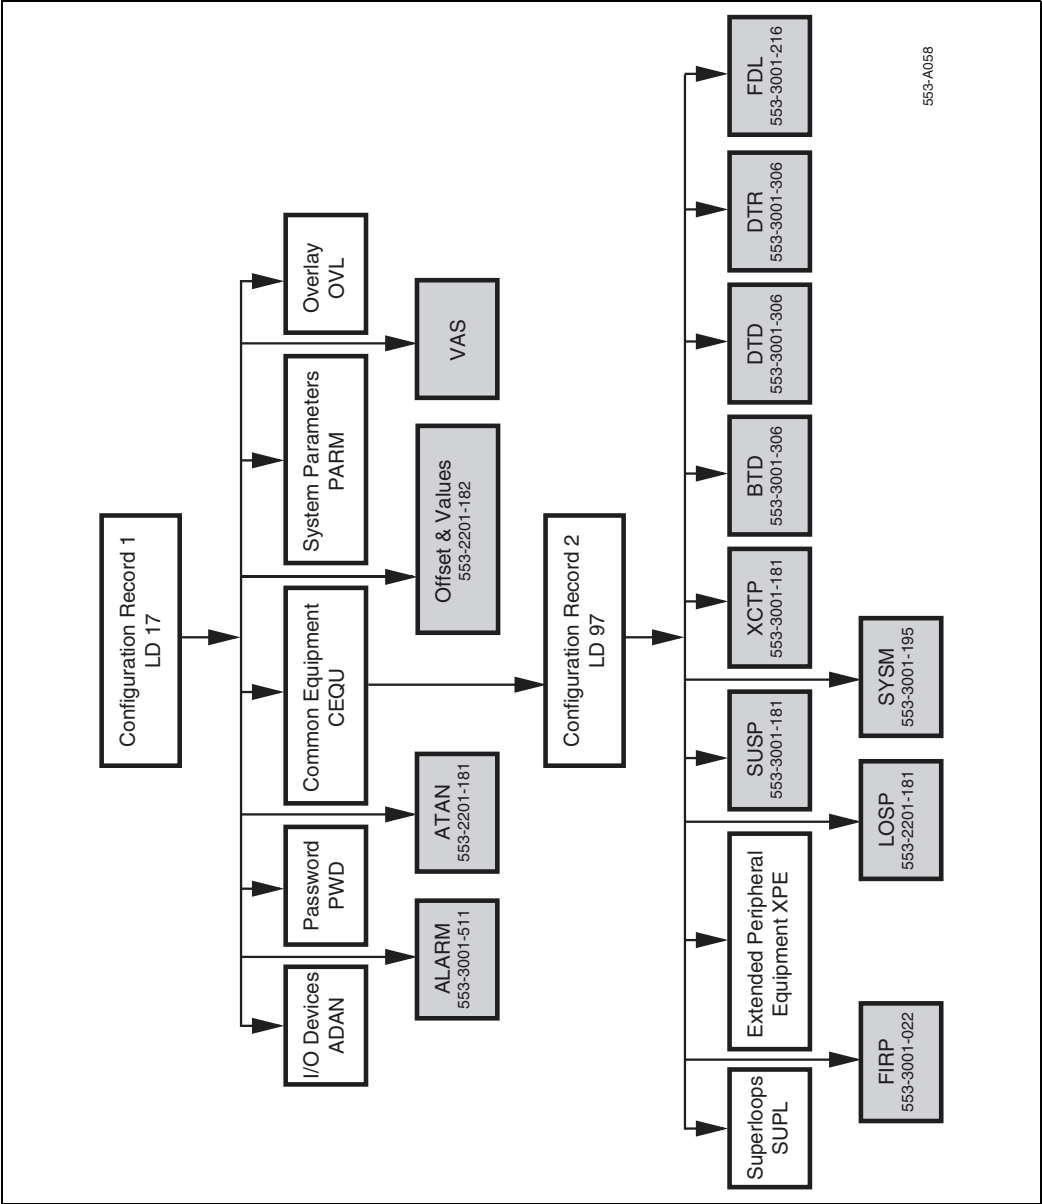 Configuration Record 1
LD 17
I/O Devices
ADAN
Password
PWD
Common Equipment
CEQU
System Parameters
PARM
Overlay
OVL
ALARM
553-3001-511
ATAN
553-2201-181
Offset & Values
553-2201-182
VAS
Configuration Record 2
LD 97
Superloops
SUPL
Extended Peripheral
Equipment XPE
SUSP
553-3001-181
XCTP
553-3001-181
BTD
553-3001-306
DTD
553-3001-306
DTR
553-3001-306
FDL
553-3001-216
FIRP
553-3001-022
LOSP
553-2201-181
SYSM
553-3001-195
553-A058